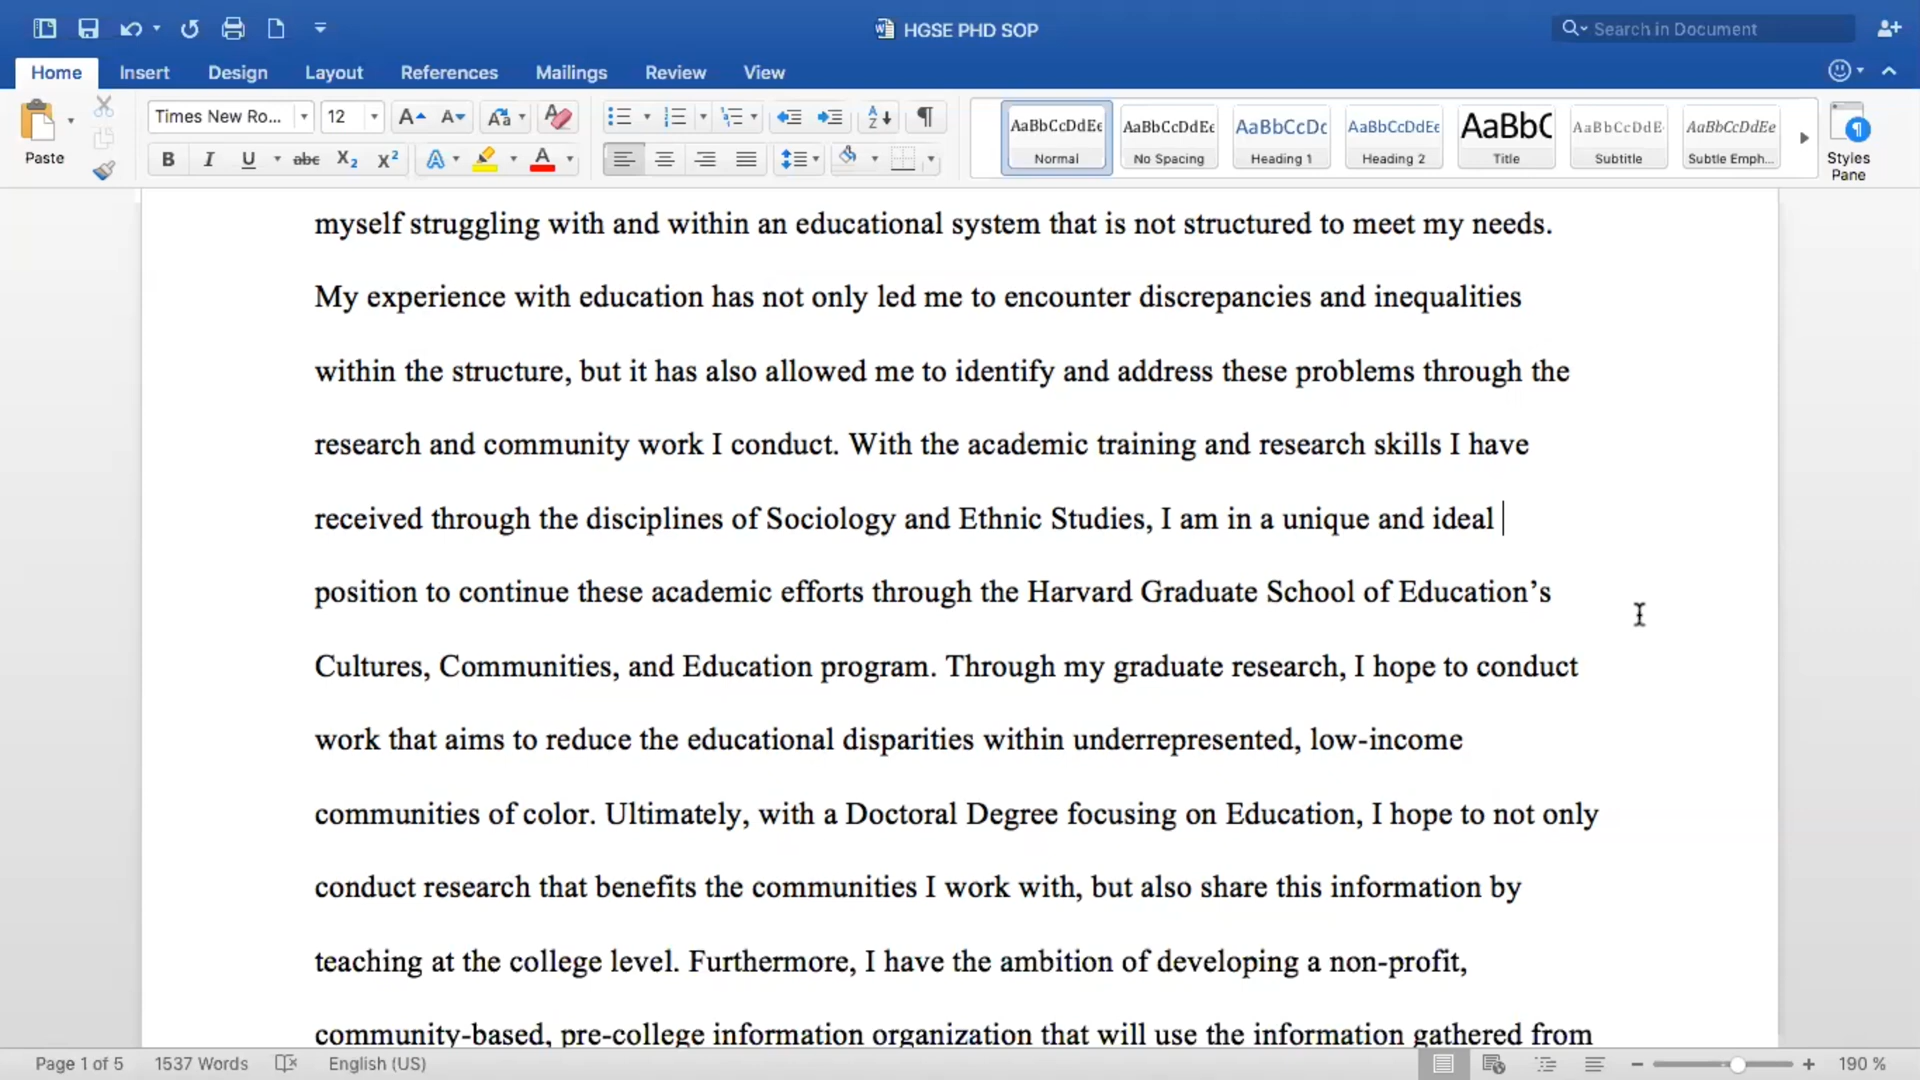 HGSE PHD SOP
Search in Document
Home Insert Design Layout References Mailings Review View
Paste
Times New Ro... 12
AaBbCcDdEe AaBbCcDdEe AaBbCcDc AaBbCcDdEe AaBbC AaBbCcDdE AaBbCcDdEe
Normal No Spacing Heading 1 Heading 2 Title Subtitle Subtle Emph...
Styles
Pane
B I U abc X2 X2 A A
myself struggling with and within an educational system that is not structured to meet my needs.
My experience with education has not only led me to encounter discrepancies and inequalities
within the structure, but it has also allowed me to identify and address these problems through the
research and community work I conduct. With the academic training and research skills I have
received through the disciplines of Sociology and Ethnic Studies, I am in a unique and ideal
position to continue these academic efforts through the Harvard Graduate School of Education’s
Cultures, Communities, and Education program. Through my graduate research, I hope to conduct
work that aims to reduce the educational disparities within underrepresented, low-income
communities of color. Ultimately, with a Doctoral Degree focusing on Education, I hope to not only
conduct research that benefits the communities I work with, but also share this information by
teaching at the college level. Furthermore, I have the ambition of developing a non-profit,
community-based, pre-college information organization that will use the information gathered from
Page 1 of 5 1537 Words English (US) 190 %